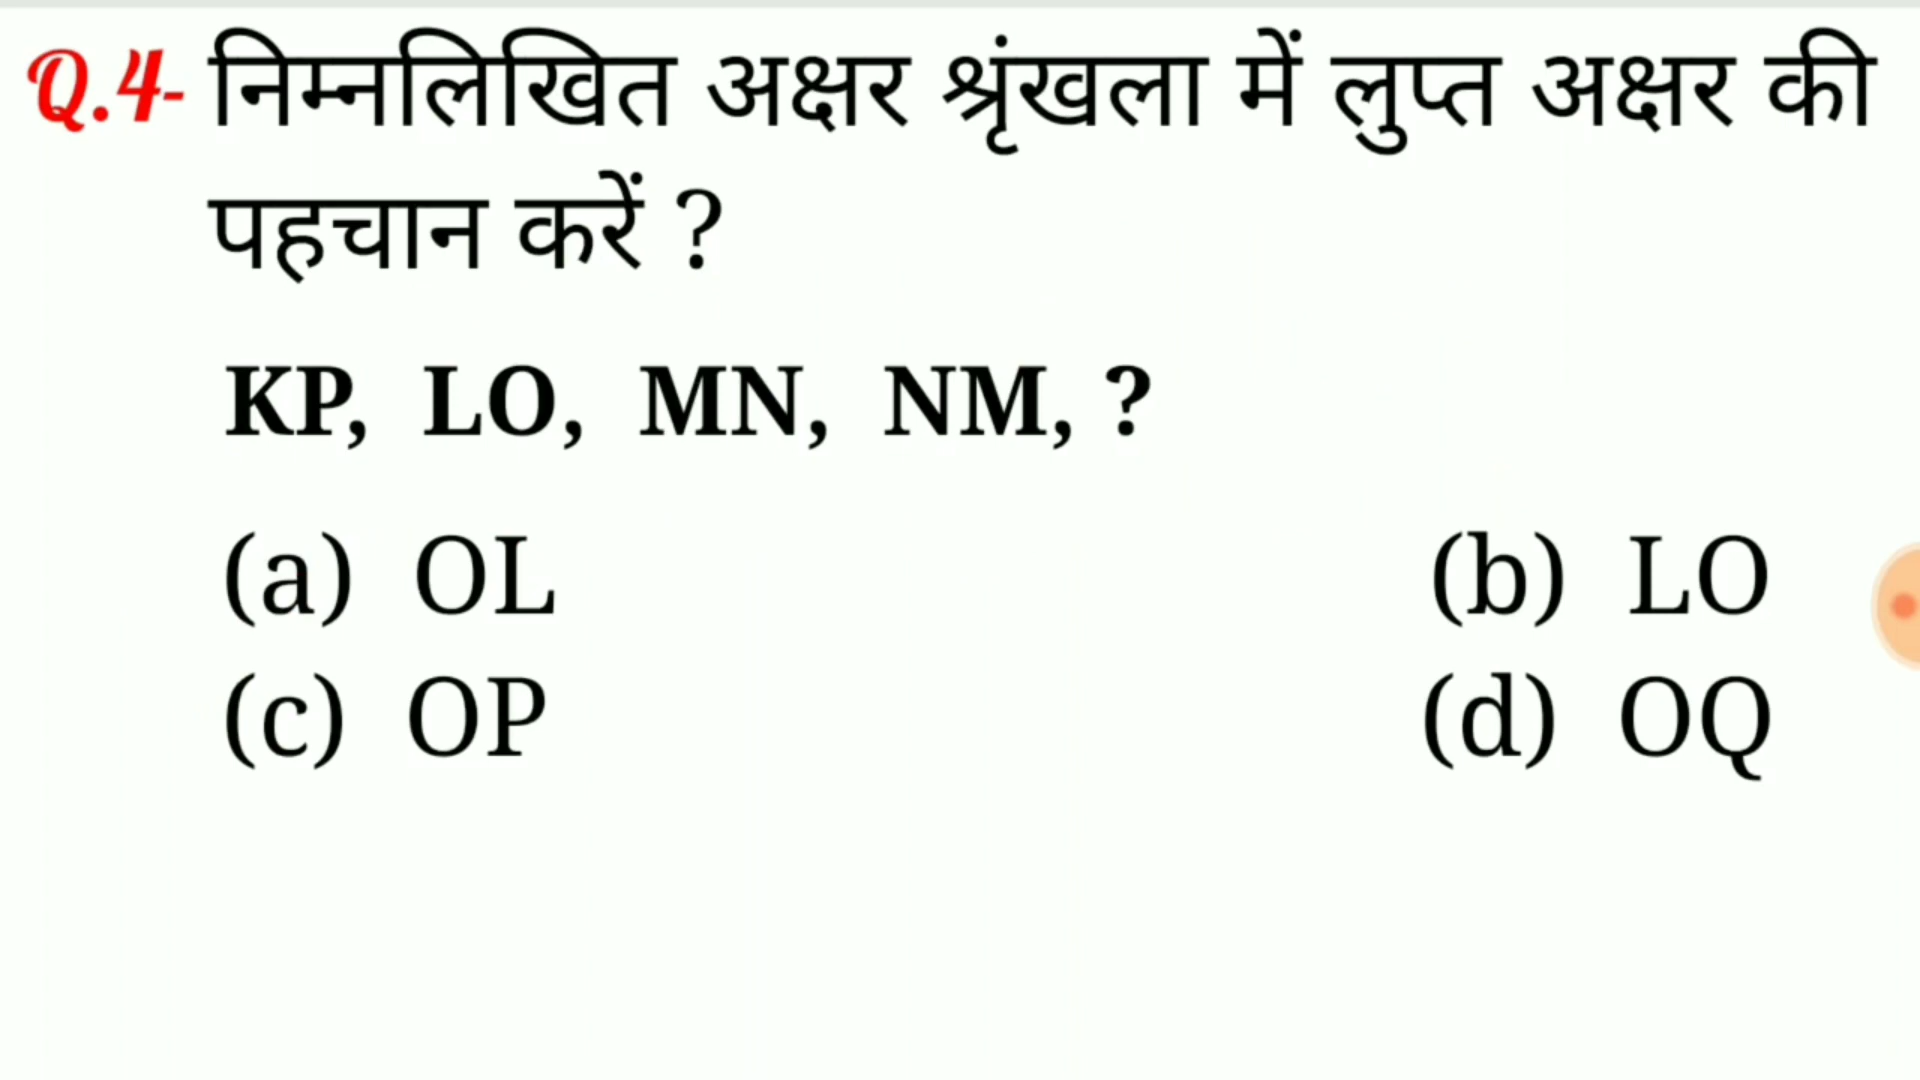 Q.4- निम्नलिखित अक्षर श्रृंखला में लुप्त अक्षर की
पहचान करें ?
KP, LO, MN, NM, ?
(a) OL (b) LO
(c) OP (d) OQ